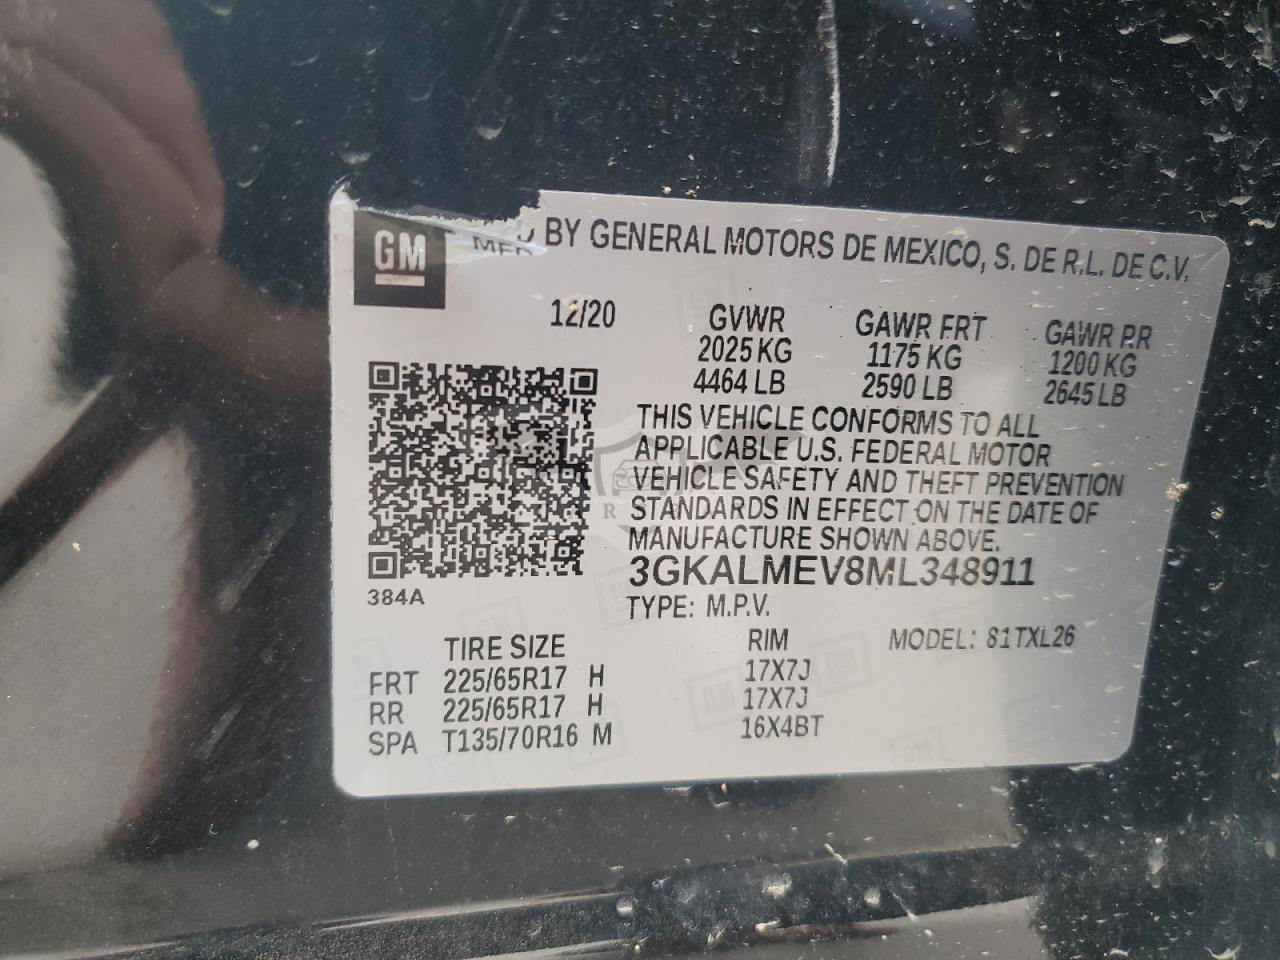 GM
BY GENERAL MOTORS DE MEXICO, S. DE R.L. DE C.V.
12/20 GVWR GAWR FRT GAWR RR
2025 KG 1175 KG 1200 KG
4464 LB 2590 LB 2645 LB
THIS VEHICLE CONFORMS TO ALL
APPLICABLE U.S. FEDERAL MOTOR
VEHICLE SAFETY AND THEFT PREVENTION
STANDARDS IN EFFECT ON THE DATE OF
MANUFACTURE SHOWN ABOVE.
3GKALMEV8ML348911
384A
TYPE: M.P.V.
TIRE SIZE RIM MODEL: 81TXL26
FRT 225/65R17 H 17X7J
RR 225/65R17 H 17X7J
SPA T135/70R16 M 16X4BT